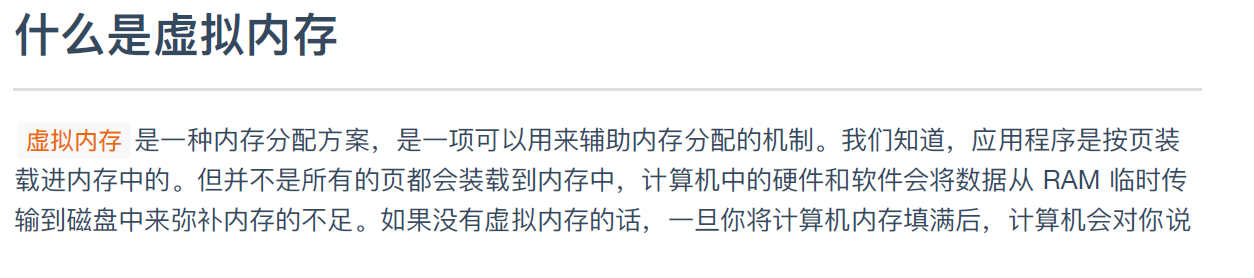 什么是虚拟内存
虚拟内存 是一种内存分配方案，是一项可以用来辅助内存分配的机制。我们知道，应用程序是按页装
载进内存中的。但并不是所有的页都会装载到内存中，计算机中的硬件和软件会将数据从 RAM 临时传
输到磁盘中来弥补内存的不足。如果没有虚拟内存的话，一旦你将计算机内存填满后，计算机会对你说